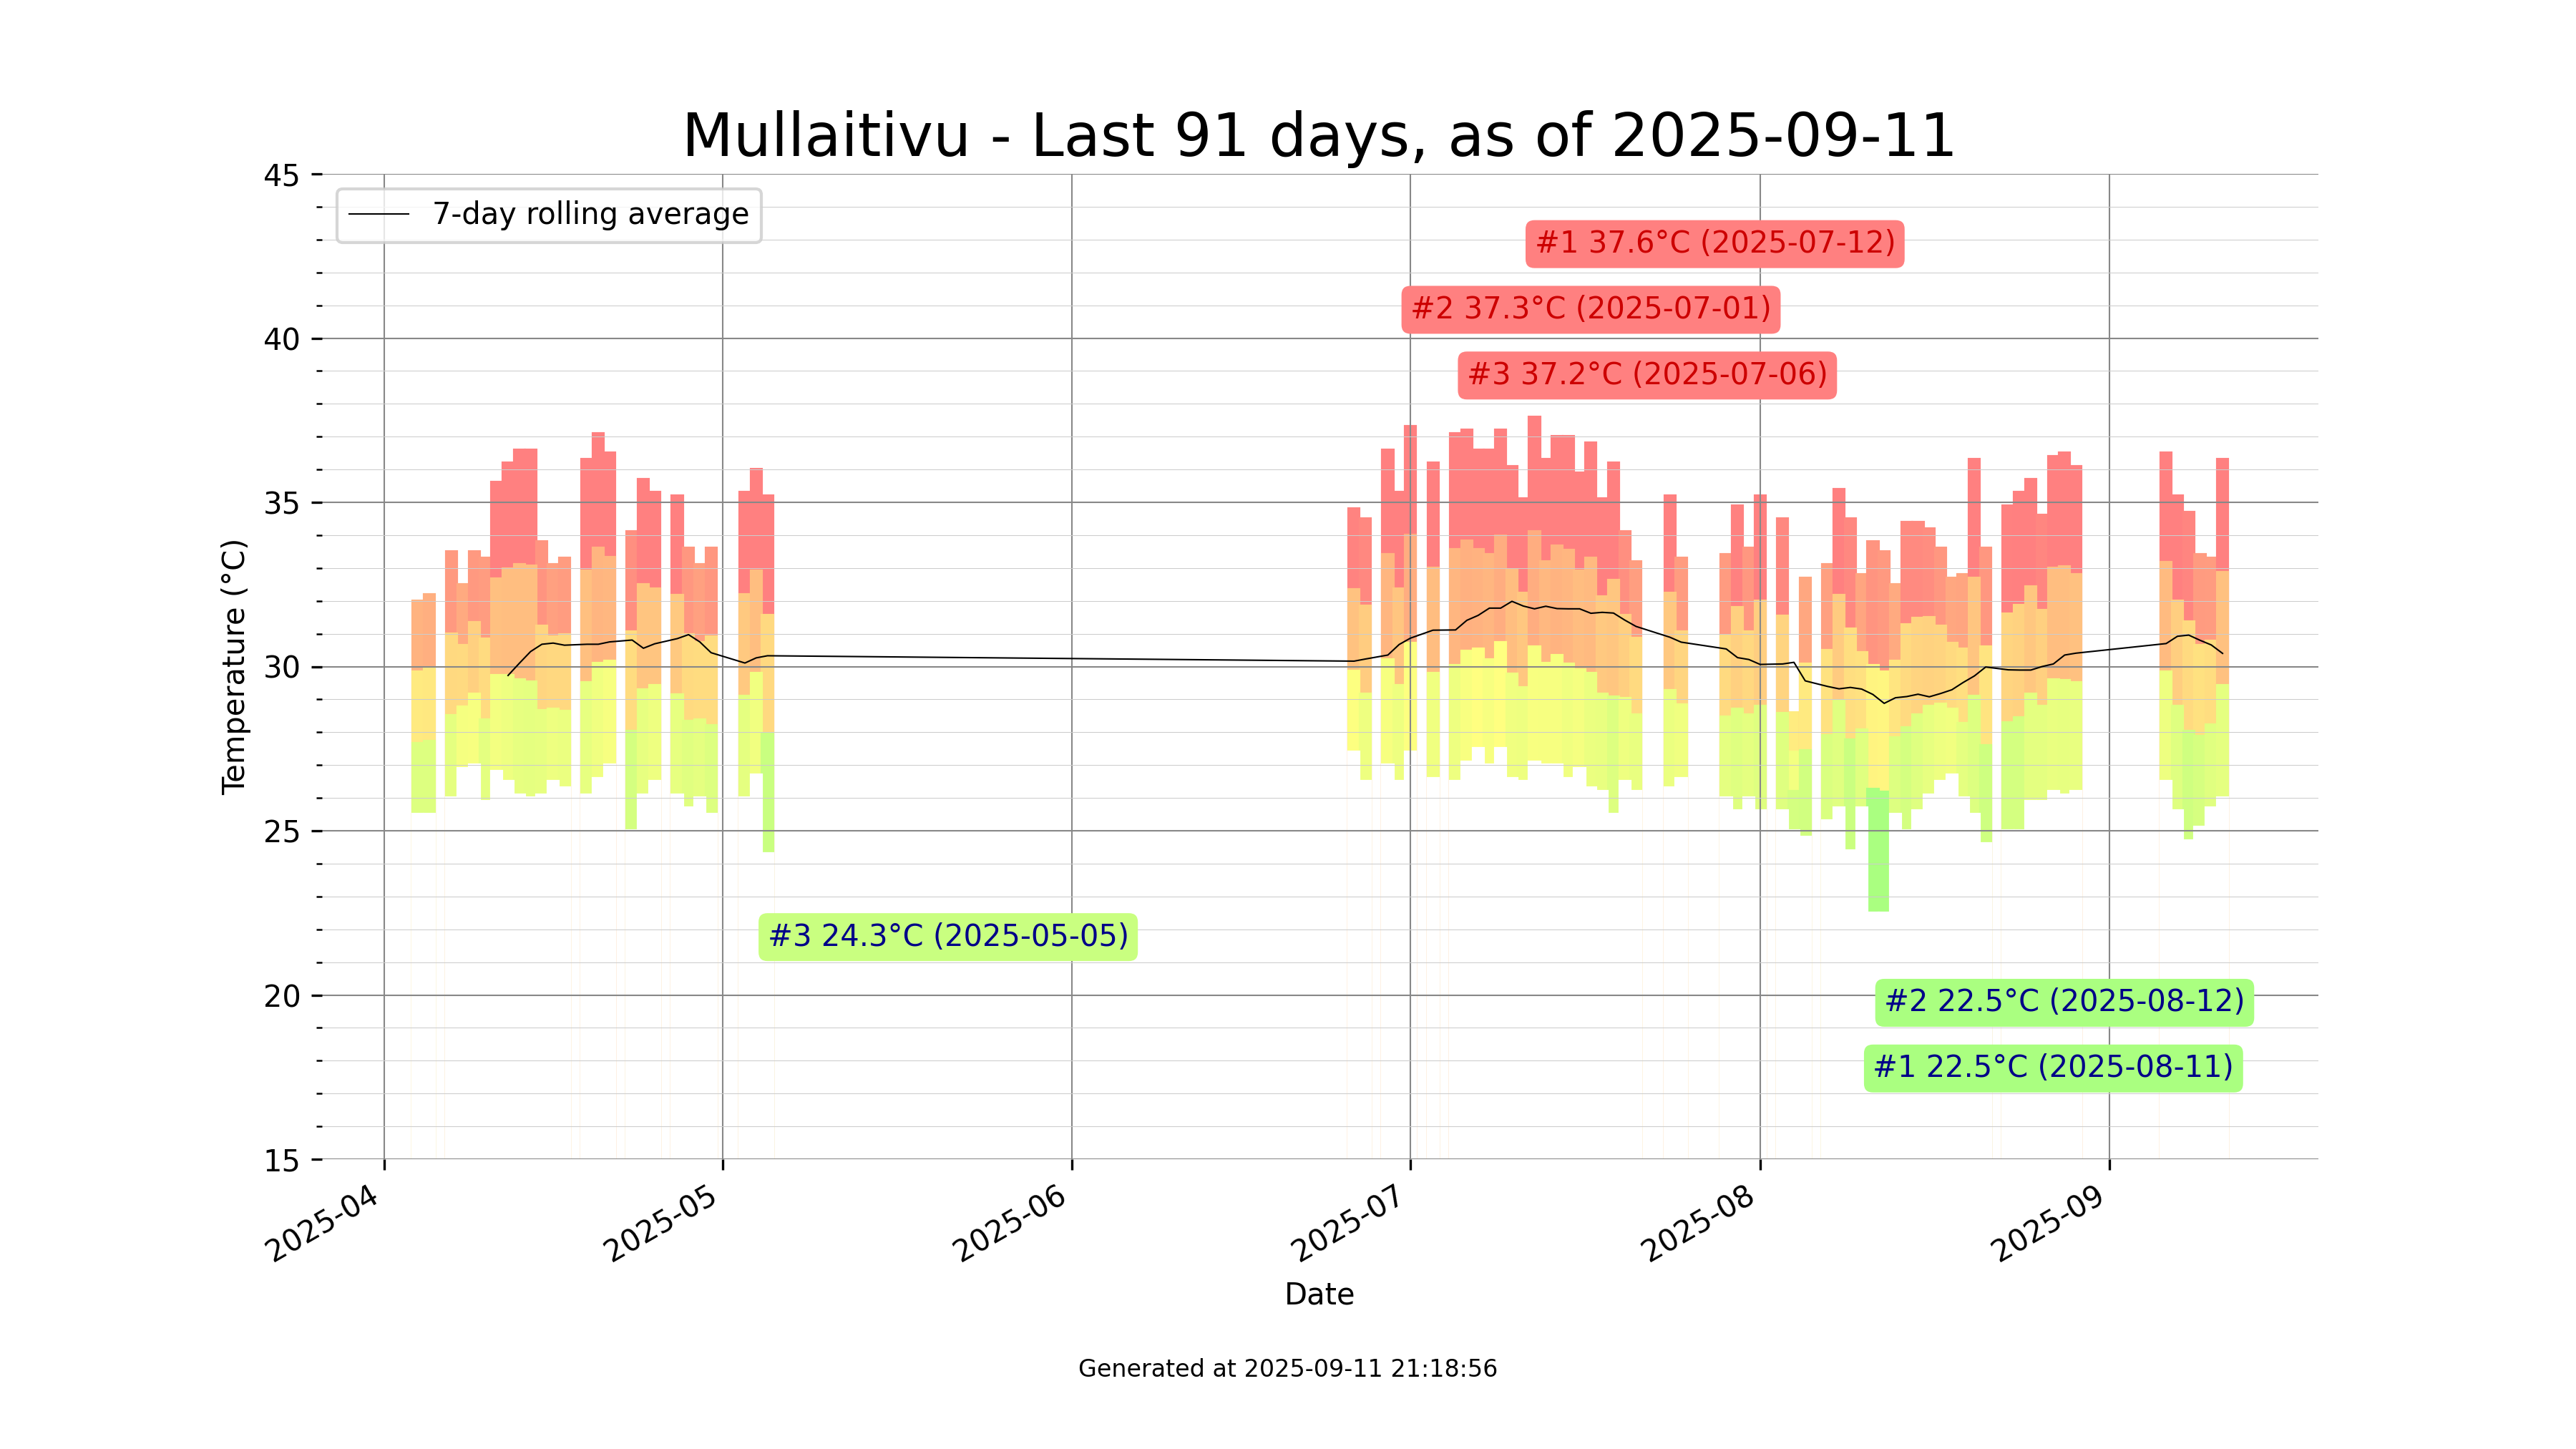 Mullaitivu - Last 91 days, as of 2025-09-11
7-day rolling average
#1 37.6°C (2025-07-12)
#2 37.3°C (2025-07-01)
#3 37.2°C (2025-07-06)
#3 24.3°C (2025-05-05)
#2 22.5°C (2025-08-12)
#1 22.5°C (2025-08-11)
Temperature (°C)
45
40
35
30
25
20
15
2025-04
2025-05
2025-06
2025-07
2025-08
2025-09
Date
Generated at 2025-09-11 21:18:56